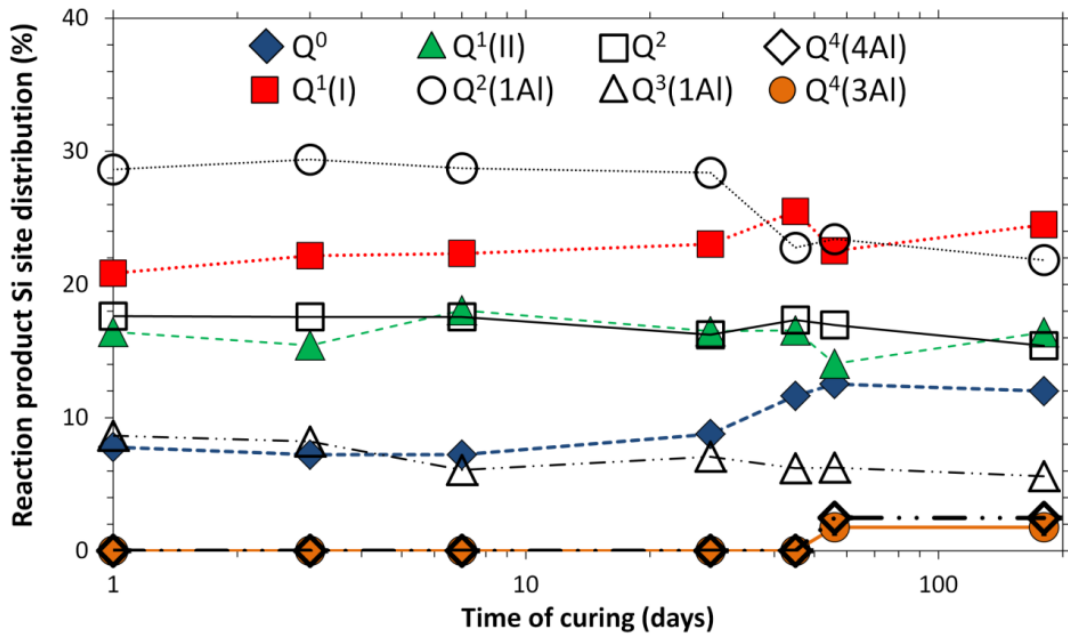 40
Q⁰ Q¹(II) Q² Q⁴(4Al)
Q¹(I) Q²(1Al) Q³(1Al) Q⁴(3Al)
30
20
10
0
1 10 100
Time of curing (days)
Reaction product Si site distribution (%)